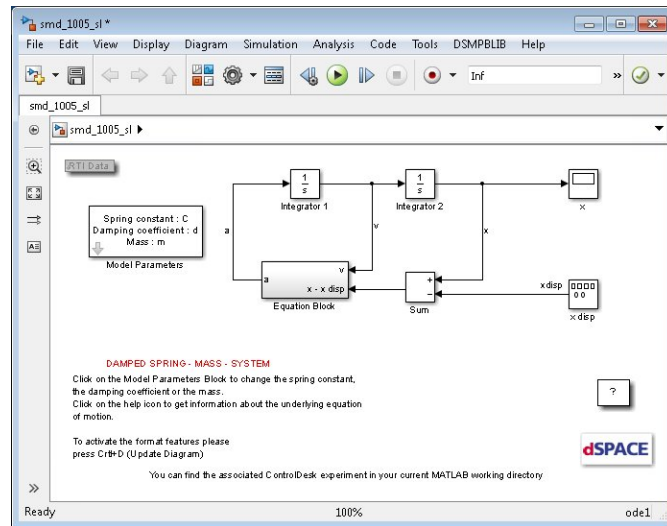 smd_1005_sl *
File Edit View Display Diagram Simulation Analysis Code Tools DSMPBLIB Help
Inf
»
smd_1005_sl
smd_1005_sl
RTI Data
1
s
Integrator 1
1
s
Integrator 2
x
Spring constant : C
Damping coefficient : d
Mass : m
Model Parameters
a
v
x
a
v
x - x disp
Equation Block
+
−
Sum
x disp
x disp
DAMPED SPRING - MASS - SYSTEM
Click on the Model Parameters Block to change the spring constant,
the damping coefficient or the mass.
Click on the help icon to get information about the underlying equation
of motion.
?
To activate the format features please
press Crtl+D (Update Diagram)
dSPACE
You can find the associated ControlDesk experiment in your current MATLAB working directory
»
Ready 100% ode1